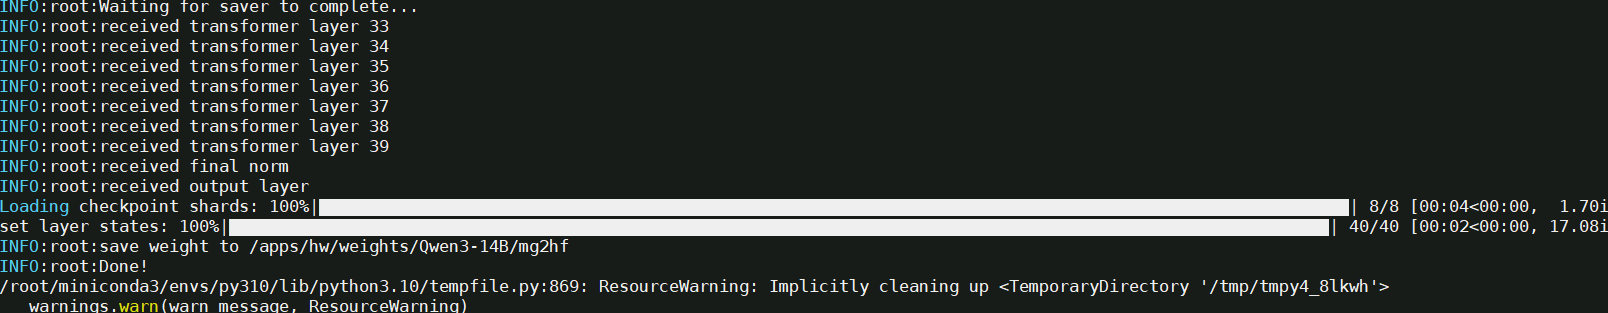 INFO:root:Waiting for saver to complete...
INFO:root:received transformer layer 33
INFO:root:received transformer layer 34
INFO:root:received transformer layer 35
INFO:root:received transformer layer 36
INFO:root:received transformer layer 37
INFO:root:received transformer layer 38
INFO:root:received transformer layer 39
INFO:root:received final norm
INFO:root:received output layer
Loading checkpoint shards: 100%|██████████| 8/8 [00:04<00:00,  1.70i
set layer states: 100%|██████████| 40/40 [00:02<00:00, 17.08i
INFO:root:save weight to /apps/hw/weights/Qwen3-14B/mg2hf
INFO:root:Done!
/root/miniconda3/envs/py310/lib/python3.10/tempfile.py:869: ResourceWarning: Implicitly cleaning up <TemporaryDirectory '/tmp/tmpy4_8lkwh'>
  _warnings.warn(warn_message, ResourceWarning)